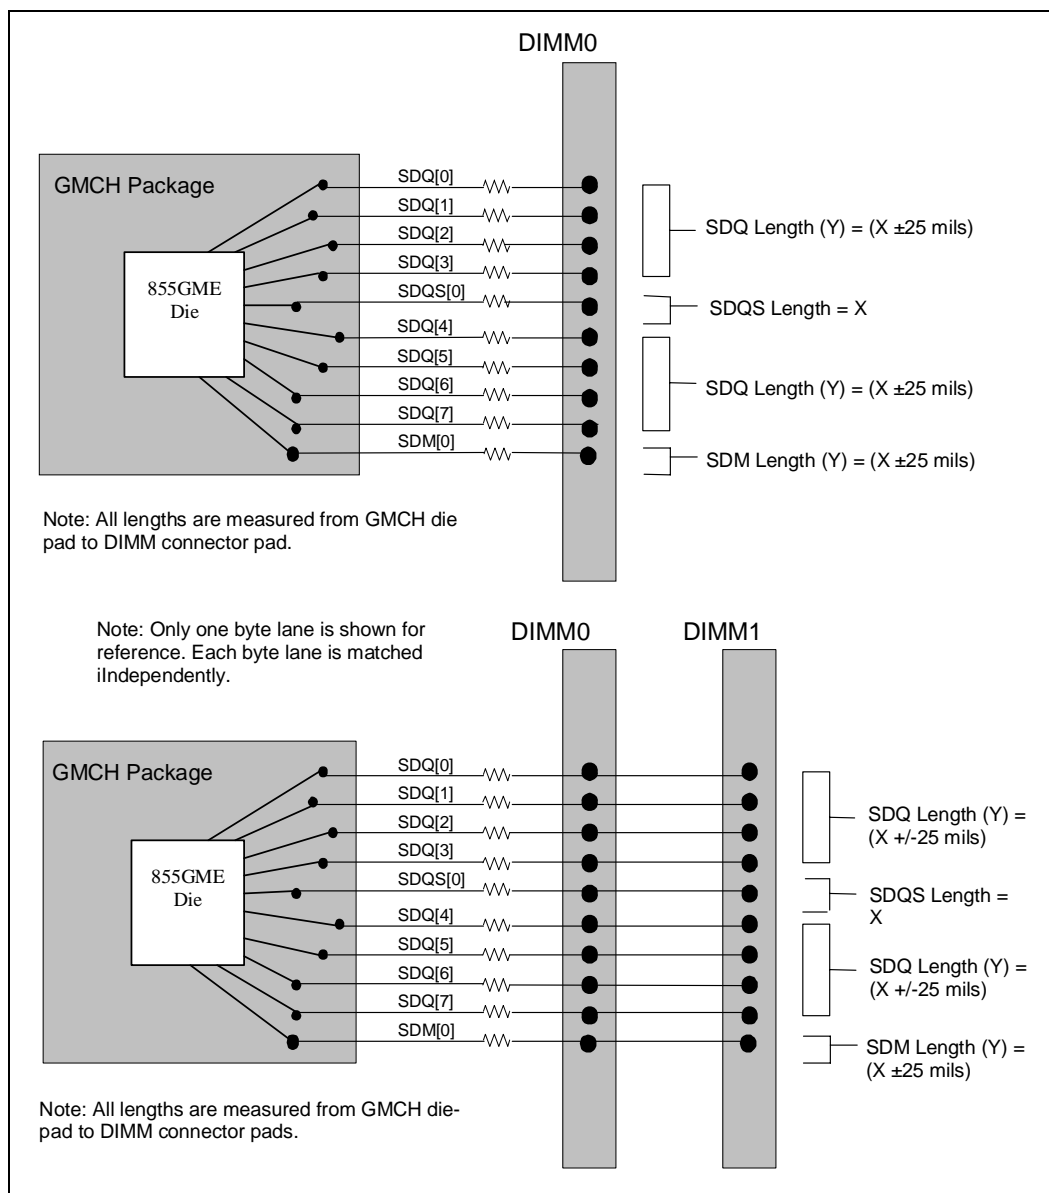 DIMM0
GMCH Package
855GME
Die
SDQ[0]
SDQ[1]
SDQ[2]
SDQ[3]
SDQS[0]
SDQ[4]
SDQ[5]
SDQ[6]
SDQ[7]
SDM[0]
SDQ Length (Y) = (X ±25 mils)
SDQS Length = X
SDQ Length (Y) = (X ±25 mils)
SDM Length (Y) = (X ±25 mils)
Note: All lengths are measured from GMCH die
pad to DIMM connector pad.
Note: Only one byte lane is shown for
reference. Each byte lane is matched
iIndependently.
DIMM0
DIMM1
GMCH Package
855GME
Die
SDQ[0]
SDQ[1]
SDQ[2]
SDQ[3]
SDQS[0]
SDQ[4]
SDQ[5]
SDQ[6]
SDQ[7]
SDM[0]
SDQ Length (Y) =
(X +/-25 mils)
SDQS Length =
X
SDQ Length (Y) =
(X +/-25 mils)
SDM Length (Y) =
(X ±25 mils)
Note: All lengths are measured from GMCH die-
pad to DIMM connector pads.